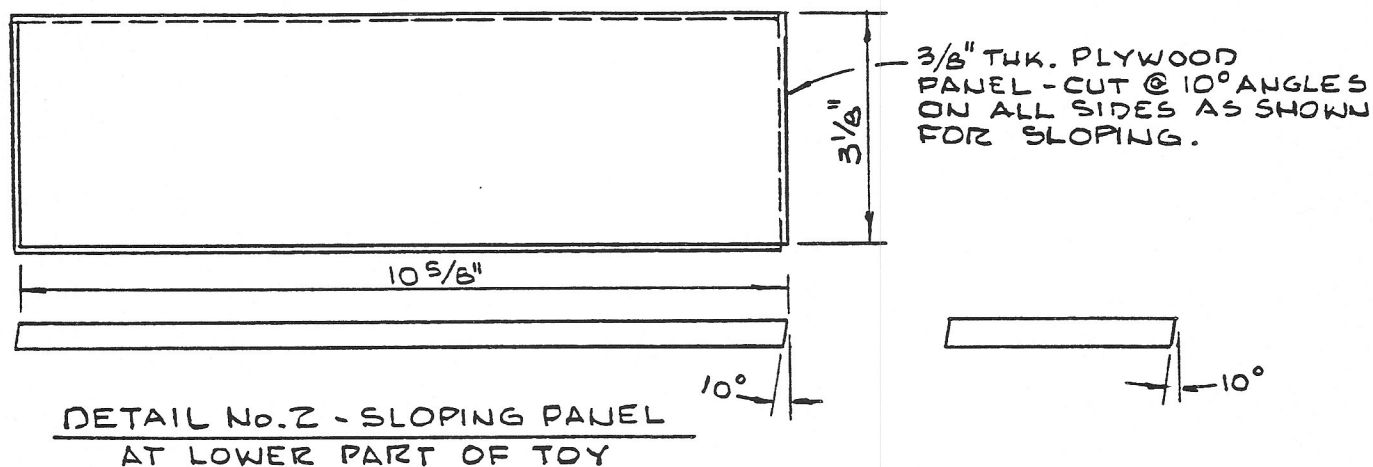 3/8" THK. PLYWOOD
PANEL - CUT @ 10° ANGLES
ON ALL SIDES AS SHOWN
FOR SLOPING.
3 1/8"
10 5/8"
10°
10°
DETAIL No. 2 - SLOPING PANEL
AT LOWER PART OF TOY